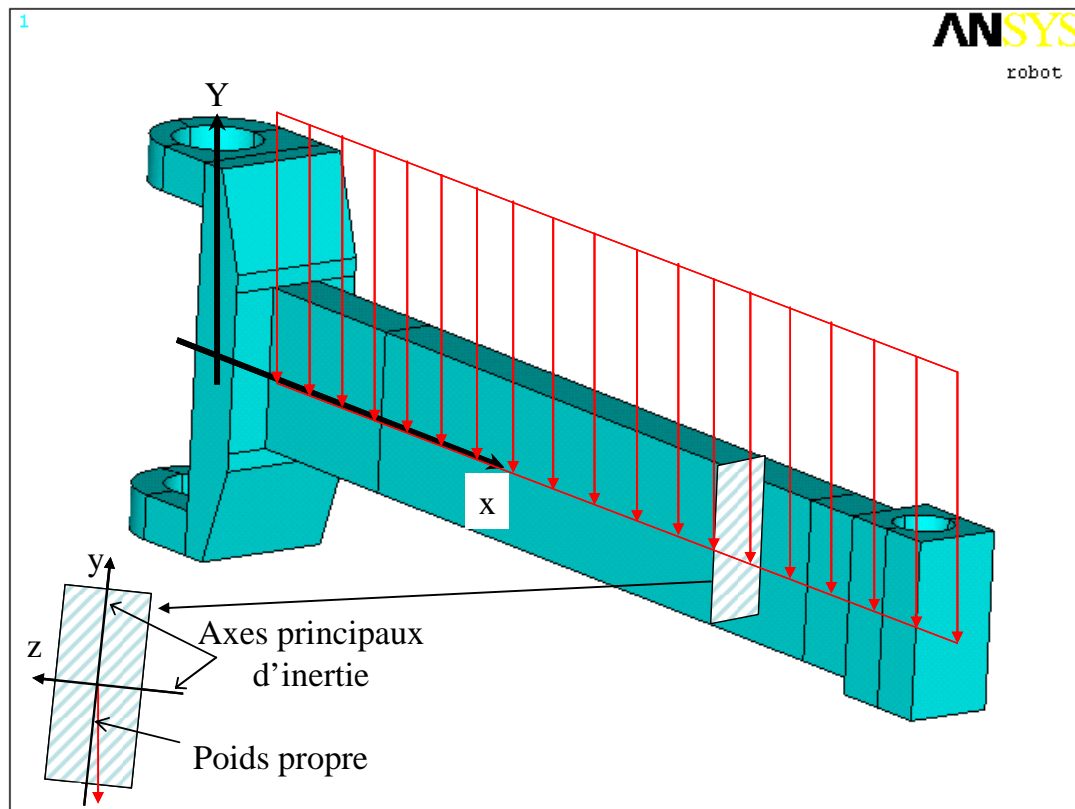 1
ANSYS
robot
Y
x
y
z
Axes principaux
d’inertie
Poids propre